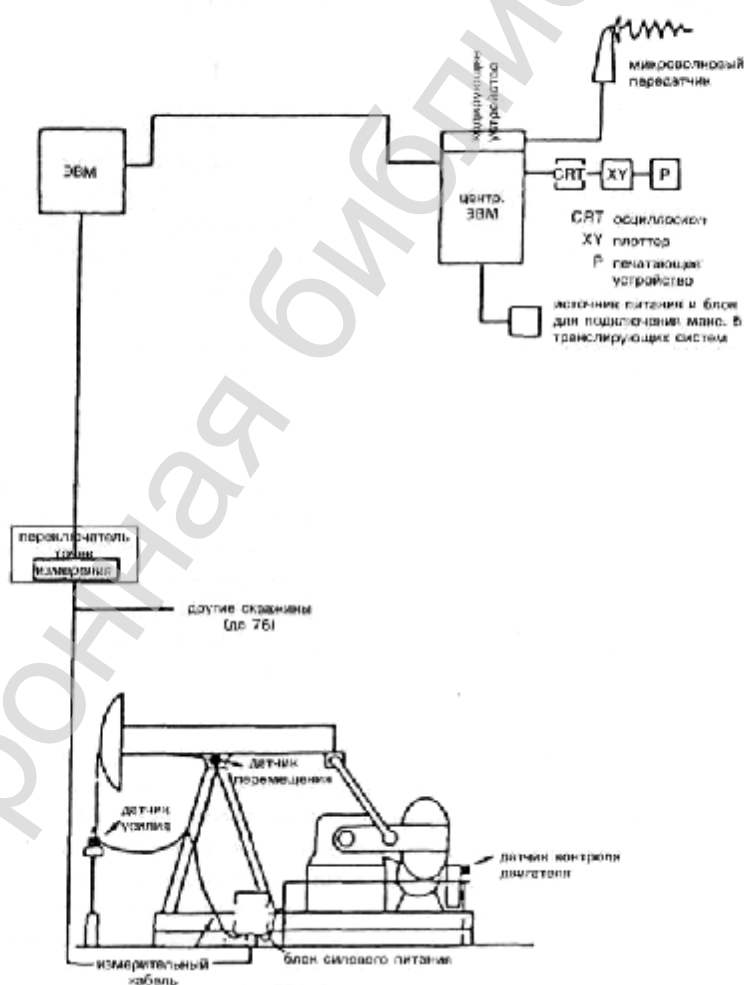 кодирующее
устройство
микроволновый
передатчик
ЭВМ
центр.
ЭВМ
CRT
XY
P
CRT осциллоскоп
XY плоттер
P печатающее
устройство
источник питания и блок
для подключения макс. 6
транслирующих систем
переключатель
точек
измерения
другие скважины
(до 76)
датчик
перемещения
датчик
усилия
датчик контроля
двигателя
блок силового питания
измерительный
кабель